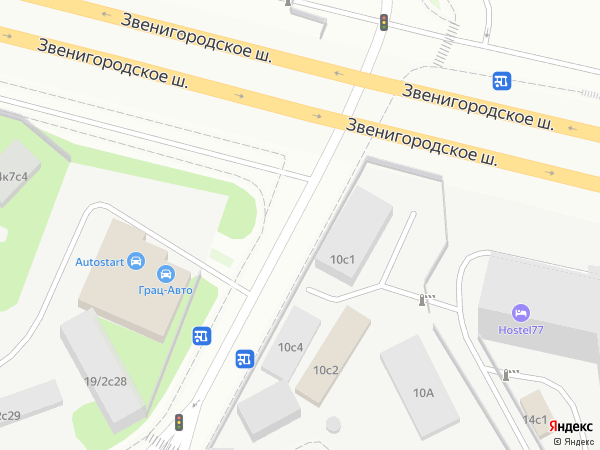 Звенигородское ш.
Звенигородское ш.
Звенигородское ш.
Звенигородское ш.
4к7с4
10с1
Autostart
Грац-Авто
Hostel77
10с4
10с2
19/2с28
10А
2с29
14с1
Яндекс
© Яндекс